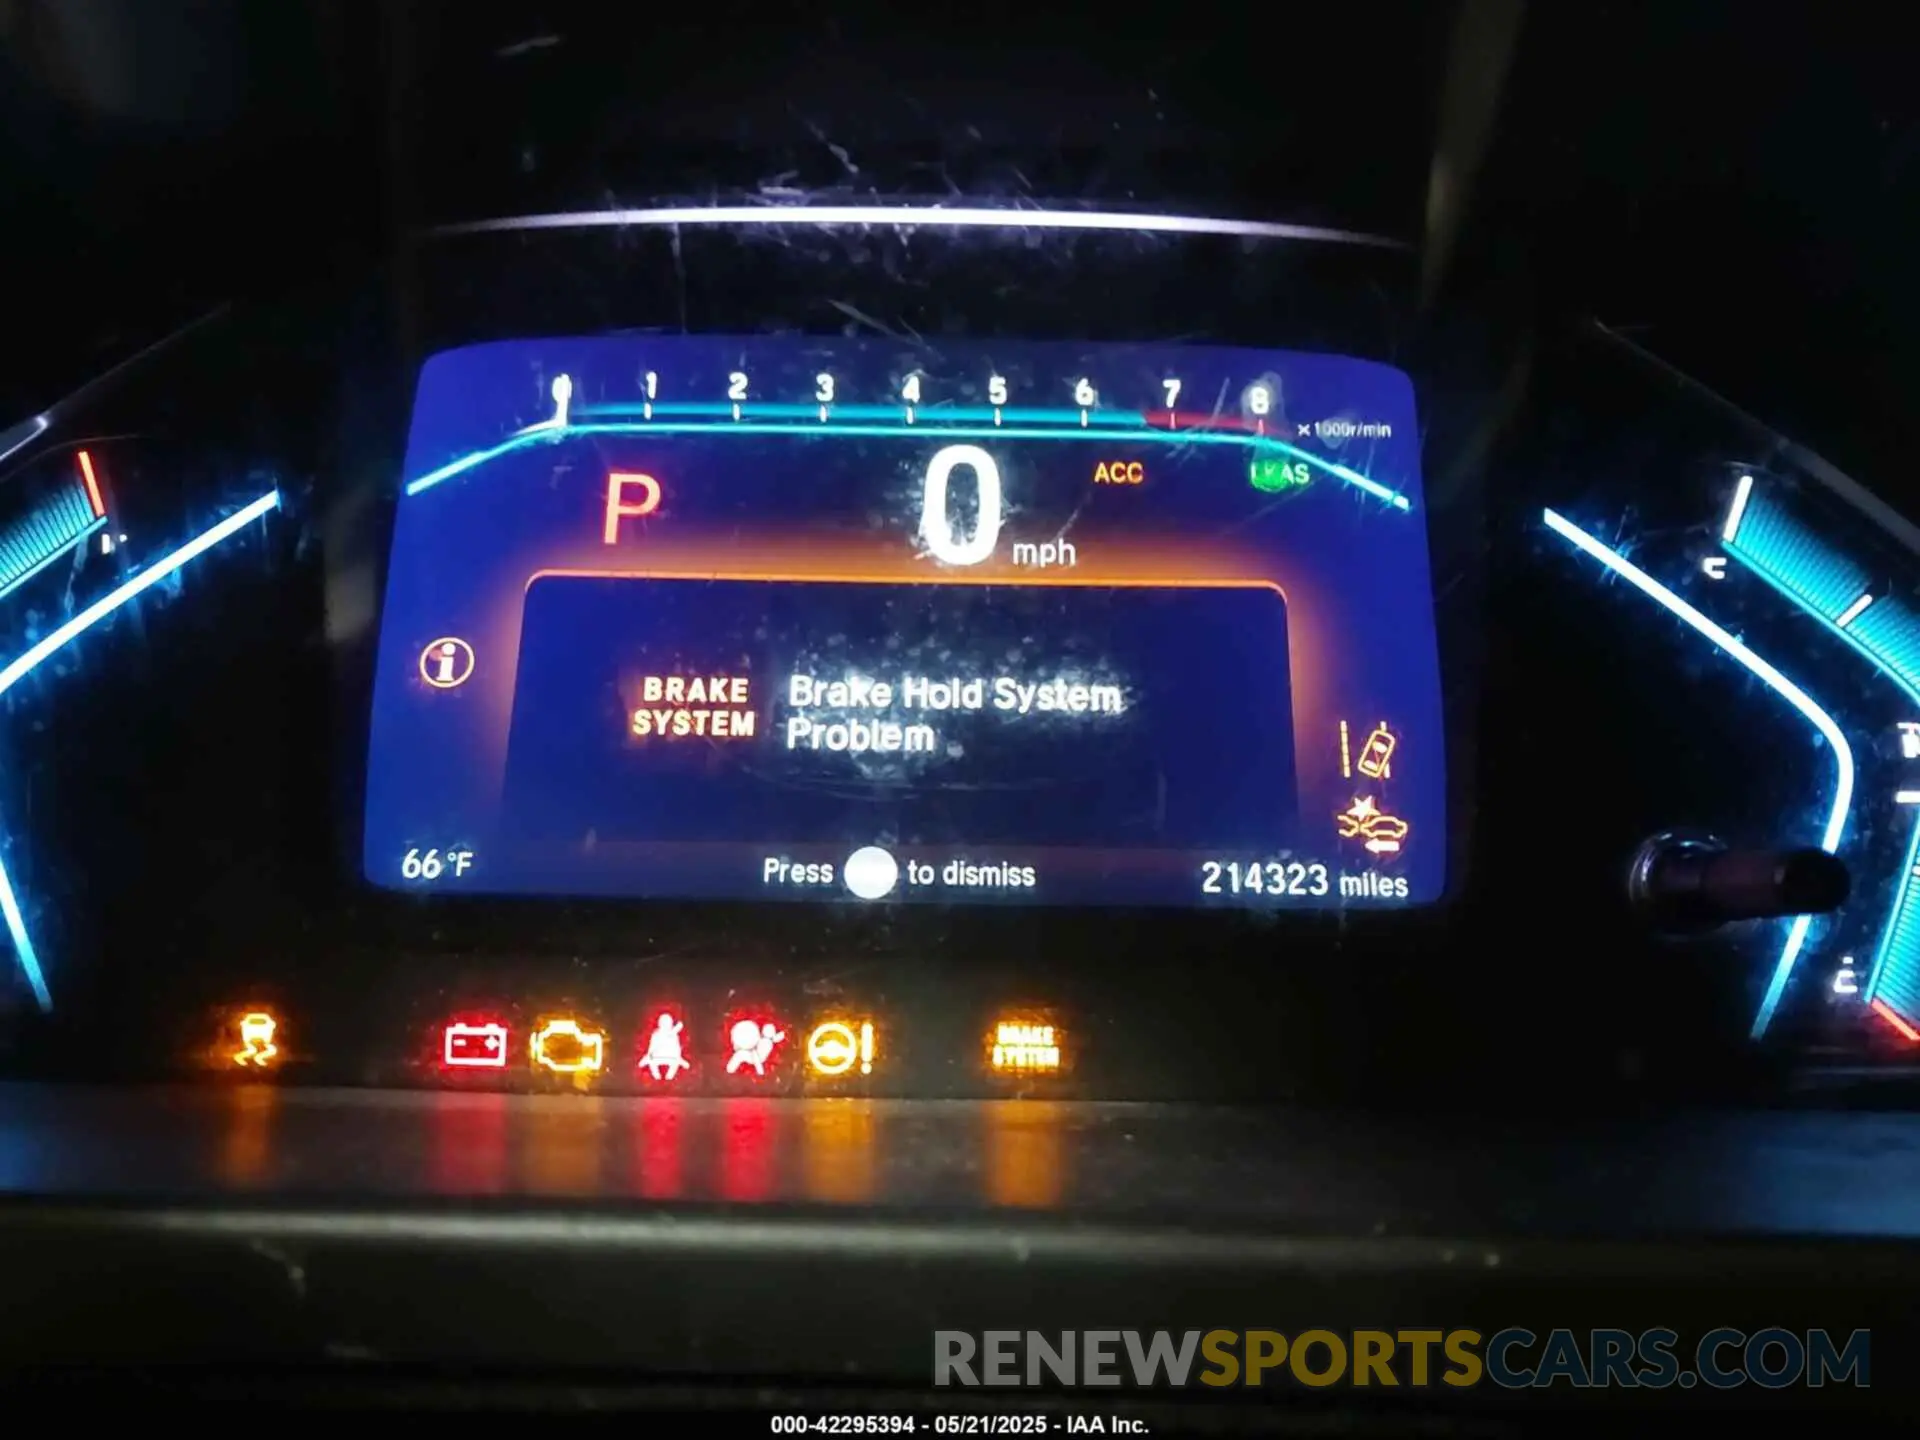 0 1 2 3 4 5 6 7 8
x1000r/min
P 0 mph ACC LKAS
BRAKE SYSTEM
Brake Hold System
Problem
66°F
Press to dismiss
214323 miles
BRAKE SYSTEM
RENEWSPORTSCARS.COM
000-42295394 - 05/21/2025 - IAA Inc.